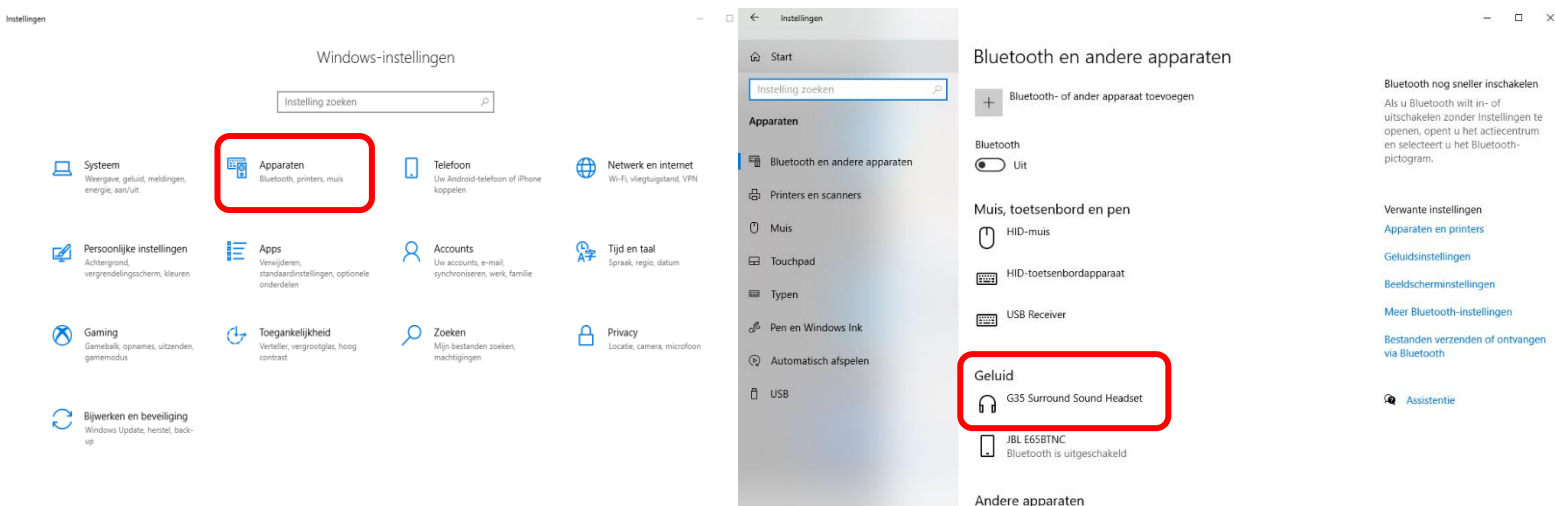 Instellingen
Windows-instellingen
Instelling zoeken
Systeem
Weergave, geluid, meldingen,
energie, aan/uit
Apparaten
Bluetooth, printers, muis
Telefoon
Uw Android-telefoon of iPhone
koppelen
Netwerk en internet
Wi-Fi, vliegtuigstand, VPN
Persoonlijke instellingen
Achtergrond,
vergrendelingsscherm, kleuren
Apps
Verwijderen,
standaardinstellingen, optionele
onderdelen
Accounts
Uw accounts, e-mail,
synchroniseren, werk, familie
Tijd en taal
Spraak, regio, datum
Gaming
Gamebalk, opnames, uitzenden,
gamemodus
Toegankelijkheid
Verteller, vergrootglas, hoog
contrast
Zoeken
Mijn bestanden zoeken,
machtigingen
Privacy
Locatie, camera, microfoon
Bijwerken en beveiliging
Windows Update, herstel, back-
up
Instellingen
Start
Instelling zoeken
Apparaten
Bluetooth en andere apparaten
Printers en scanners
Muis
Touchpad
Typen
Pen en Windows Ink
Automatisch afspelen
USB
Bluetooth en andere apparaten
Bluetooth- of ander apparaat toevoegen
Bluetooth
Uit
Muis, toetsenbord en pen
HID-muis
HID-toetsenbordapparaat
USB Receiver
Geluid
G35 Surround Sound Headset
JBL E65BTNC
Bluetooth is uitgeschakeld
Andere apparaten
Bluetooth nog sneller inschakelen
Als u Bluetooth wilt in- of
uitschakelen zonder Instellingen te
openen, opent u het actiecentrum
en selecteert u het Bluetooth-
pictogram.
Verwante instellingen
Apparaten en printers
Geluidsinstellingen
Beeldscherminstellingen
Meer Bluetooth-instellingen
Bestanden verzenden of ontvangen
via Bluetooth
Assistentie